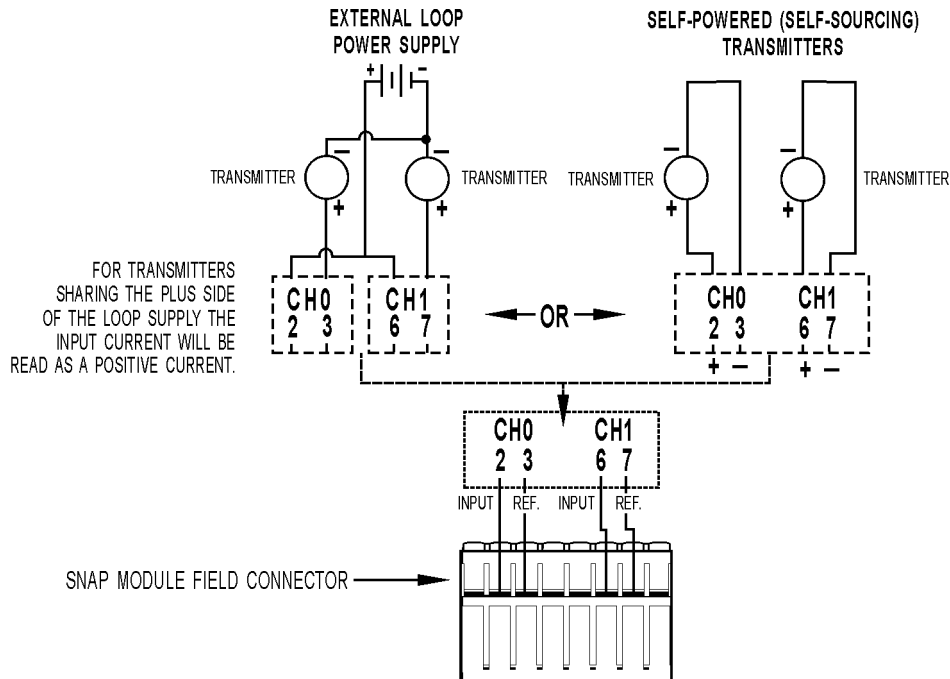 EXTERNAL LOOP
POWER SUPPLY
+ −
− −
TRANSMITTER TRANSMITTER
+ +
FOR TRANSMITTERS
SHARING THE PLUS SIDE
OF THE LOOP SUPPLY THE
INPUT CURRENT WILL BE
READ AS A POSITIVE CURRENT.
CH0 CH1
2 3 6 7
OR
SELF-POWERED (SELF-SOURCING)
TRANSMITTERS
− −
TRANSMITTER TRANSMITTER
+ +
CH0 CH1
2 3 6 7
+ − + −
CH0 CH1
2 3 6 7
INPUT REF. INPUT REF.
SNAP MODULE FIELD CONNECTOR